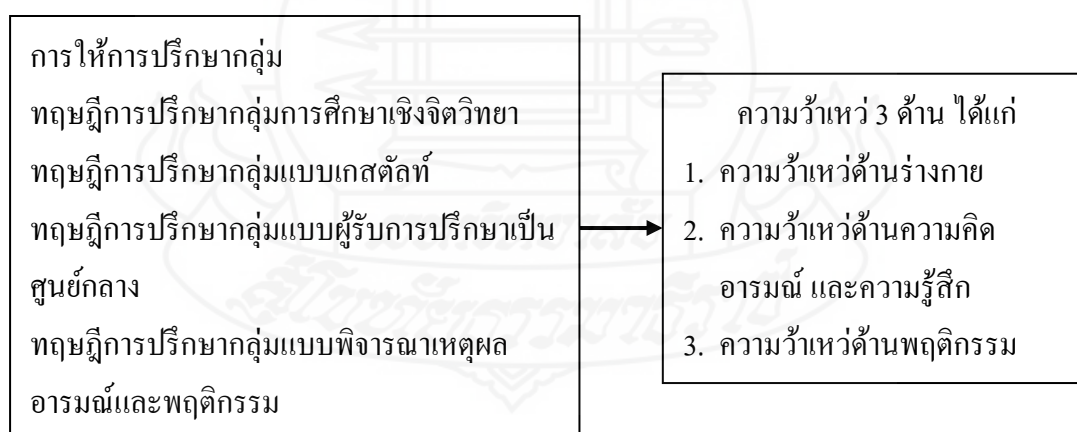 การให้การปรึกษากลุ่ม
ทฤษฎีการปรึกษากลุ่มการศึกษาเชิงจิตวิทยา
ทฤษฎีการปรึกษากลุ่มแบบเกสตัลท์
ทฤษฎีการปรึกษากลุ่มแบบผู้รับการปรึกษาเป็น
ศูนย์กลาง
ทฤษฎีการปรึกษากลุ่มแบบพิจารณาเหตุผล
อารมณ์และพฤติกรรม
ความว้าเหว่ 3 ด้าน ได้แก่
1. ความว้าเหว่ด้านร่างกาย
2. ความว้าเหว่ด้านความคิด
อารมณ์ และความรู้สึก
3. ความว้าเหว่ด้านพฤติกรรม